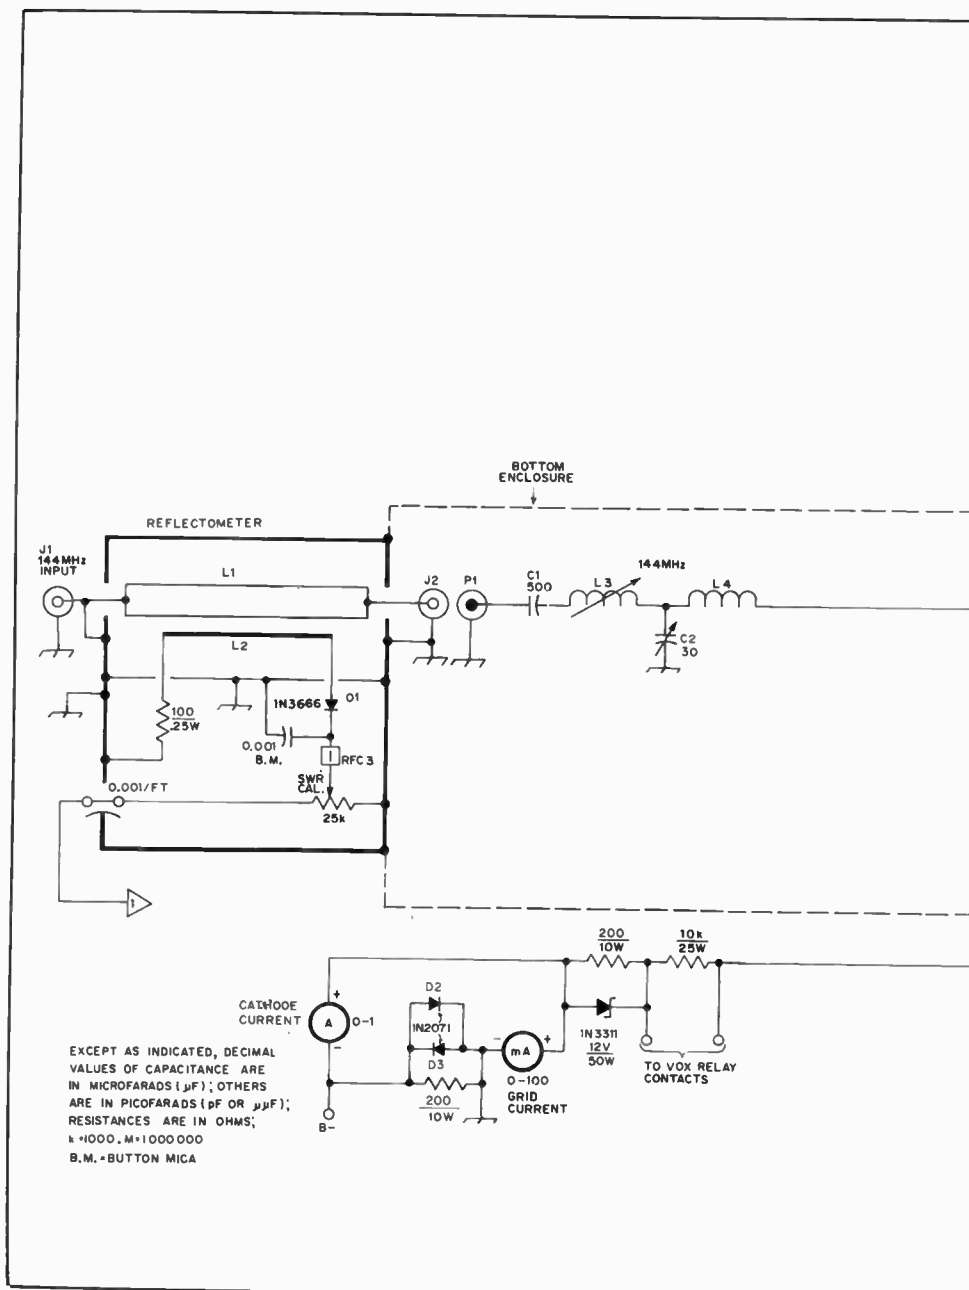 BOTTOM
ENCLOSURE
REFLECTOMETER
J1
144MHz
INPUT
L1
J2
P1
C1
500
L3
144MHz
L4
C2
30
L2
100
.25W
1N3666
D1
0.001
B.M.
RFC3
SWR
CAL.
25k
0.001/FT
1
200
10W
10k
25W
CATHODE
CURRENT
+
A
0-1
-
D2
1N2071
D3
200
10W
B-
-
mA
+
0-100
GRID
CURRENT
1N3311
12V
50W
TO VOX RELAY
CONTACTS
EXCEPT AS INDICATED, DECIMAL
VALUES OF CAPACITANCE ARE
IN MICROFARADS (µF); OTHERS
ARE IN PICOFARADS (pF OR µµF);
RESISTANCES ARE IN OHMS;
k=1000, M=1000000
B.M.=BUTTON MICA